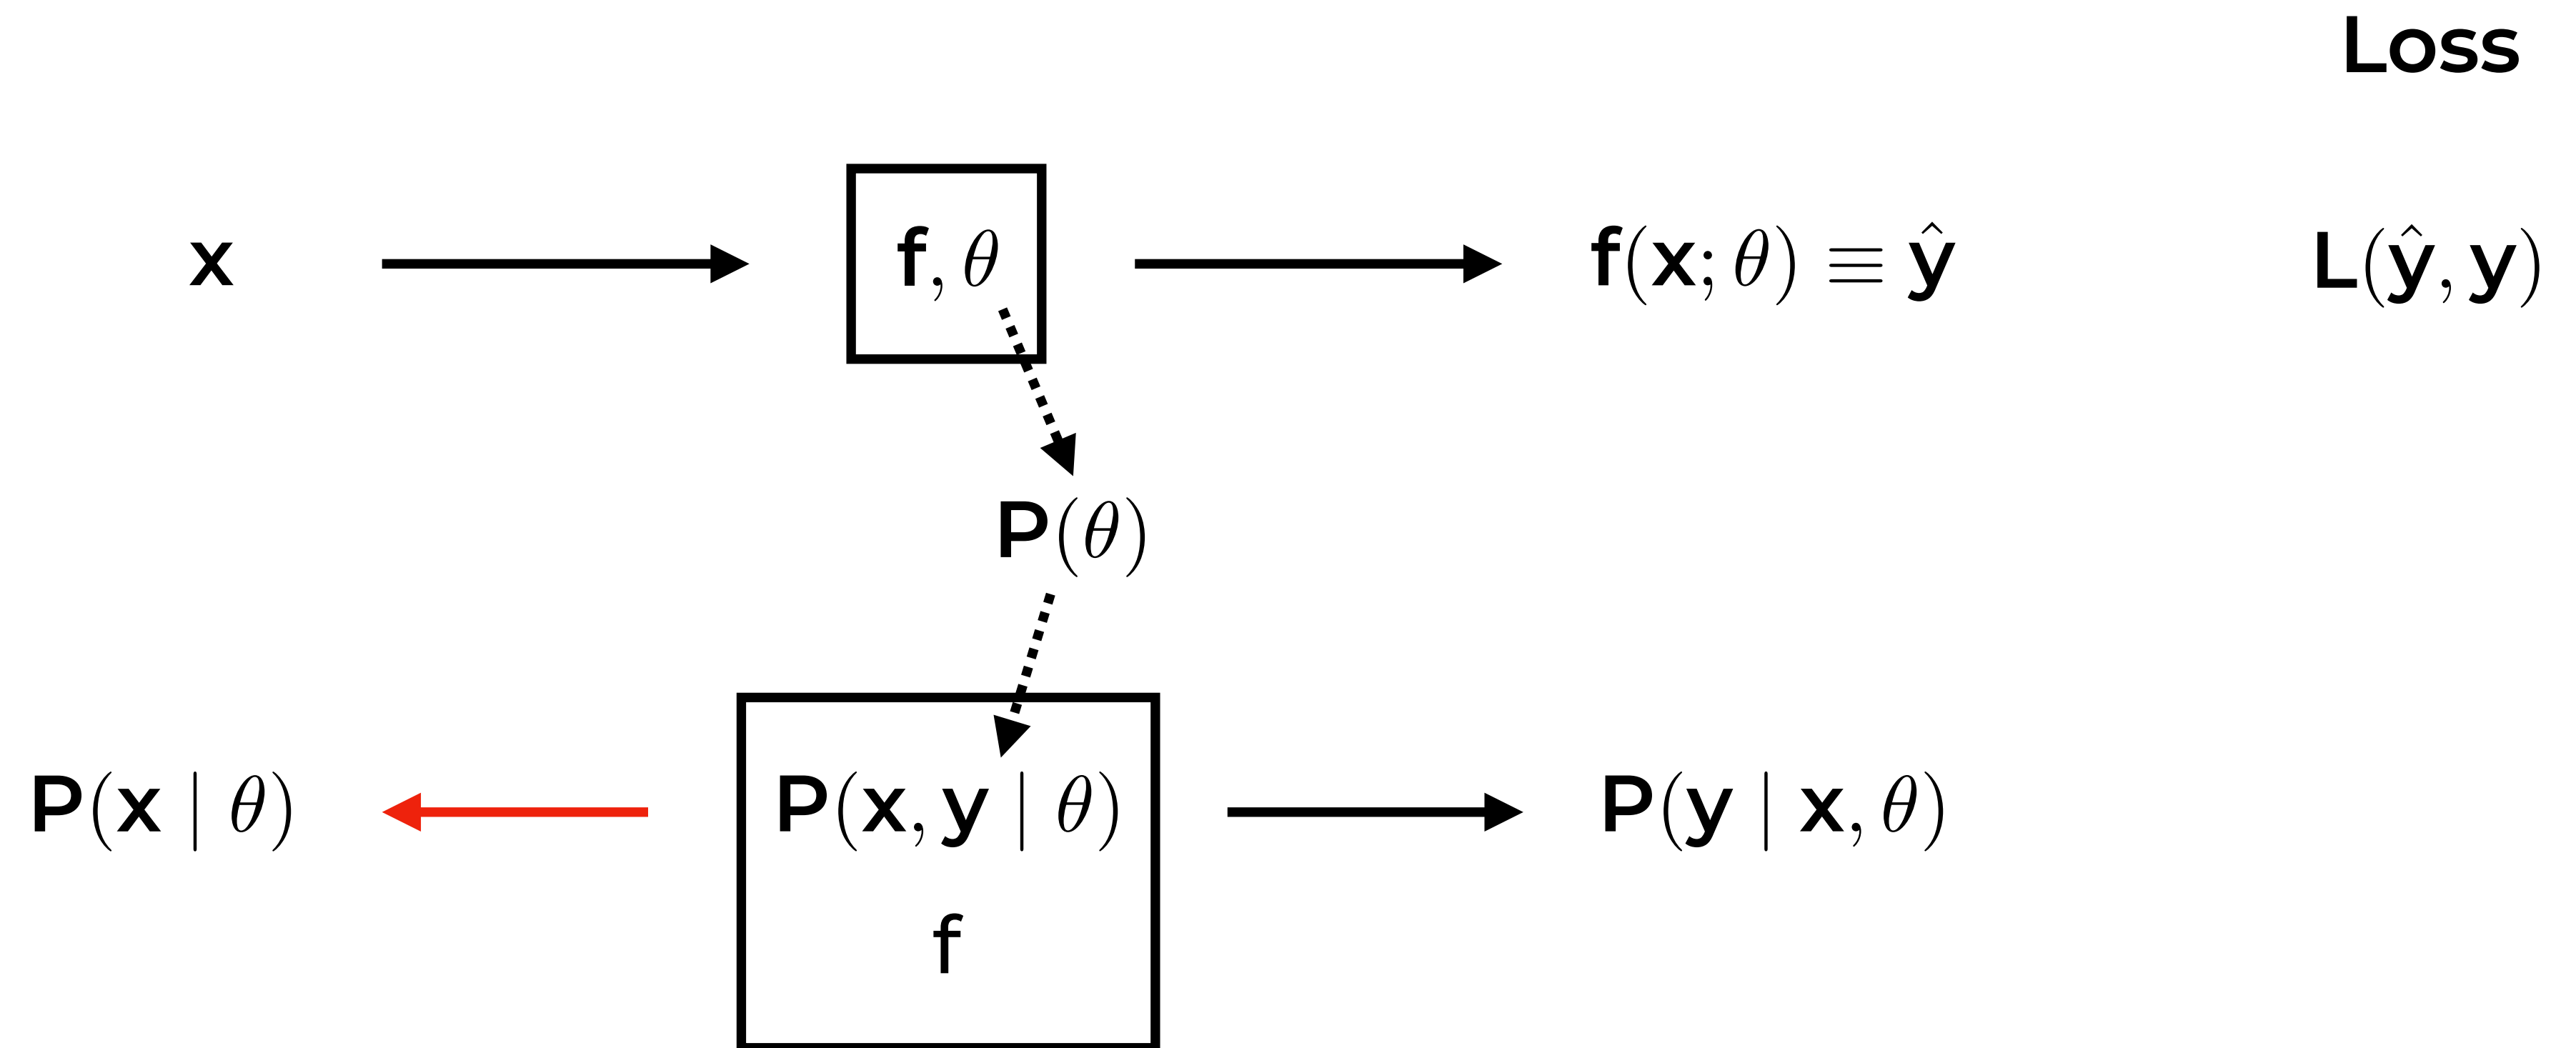 Loss
x f, θ f(x; θ) ≡ ŷ L(ŷ, y)
P(θ)
P(x | θ) P(x, y | θ) P(y | x, θ)
f